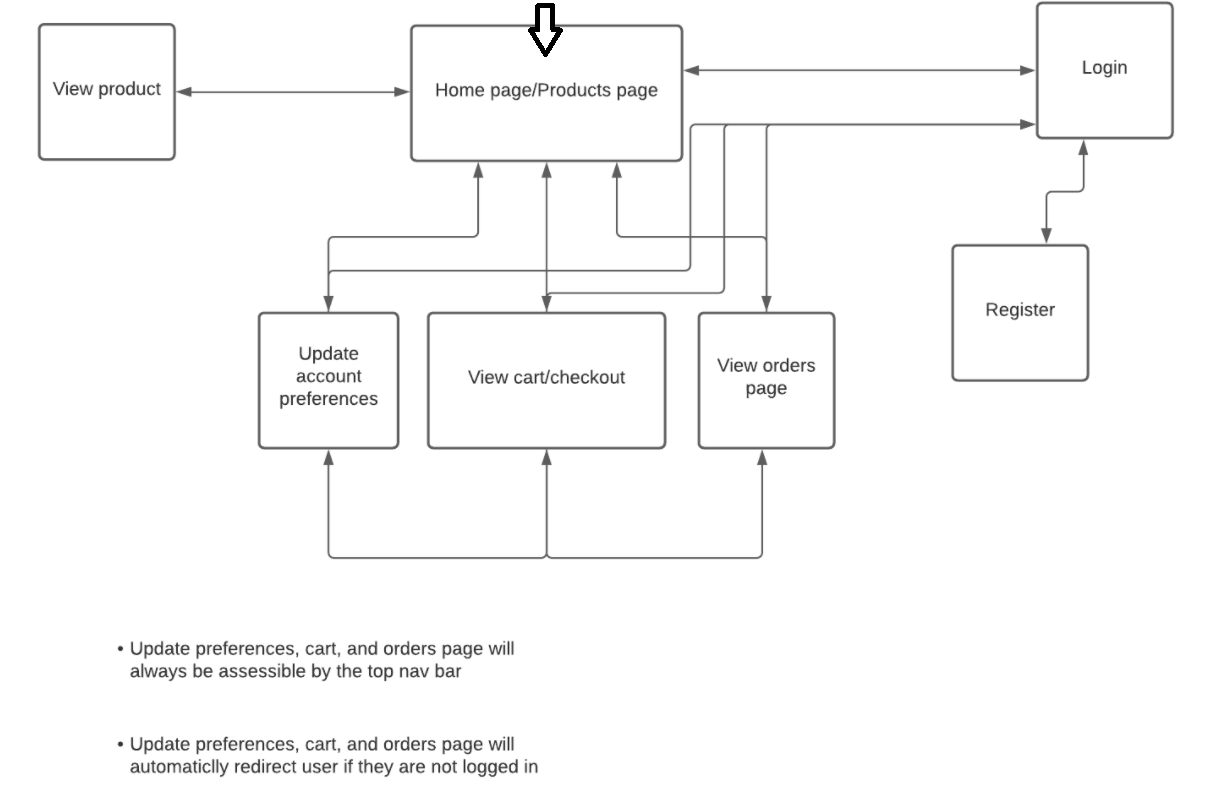 View product
Home page/Products page
Login
Register
Update
account
preferences
View cart/checkout
View orders
page
• Update preferences, cart, and orders page will
always be assessible by the top nav bar
• Update preferences, cart, and orders page will
automaticlly redirect user if they are not logged in